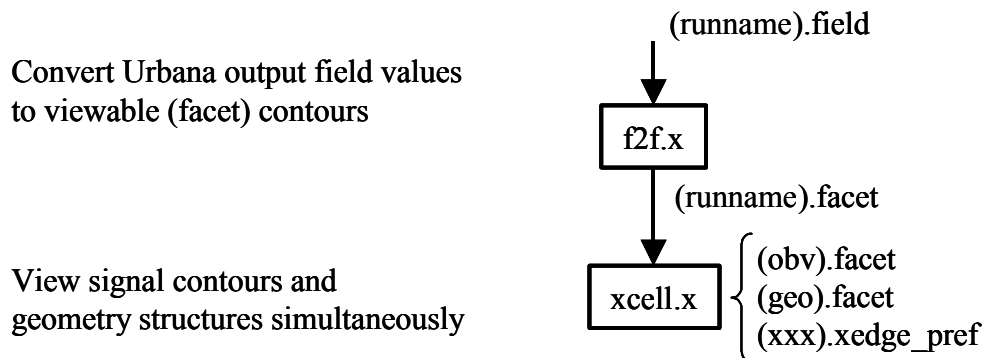 (runname).field
Convert Urbana output field values
to viewable (facet) contours
f2f.x
(runname).facet
View signal contours and
geometry structures simultaneously
xcell.x
(obv).facet
(geo).facet
(xxx).xedge_pref